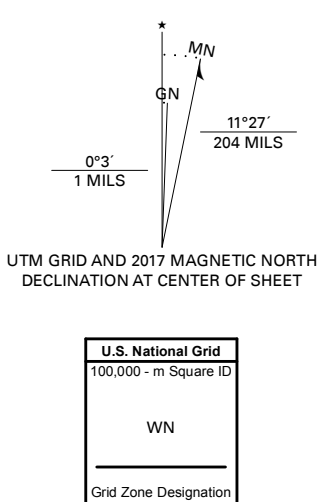 ★
MN
GN
11°27´
204 MILS
0°3´
1 MILS
UTM GRID AND 2017 MAGNETIC NORTH
DECLINATION AT CENTER OF SHEET
U.S. National Grid
100,000 - m Square ID
WN
Grid Zone Designation